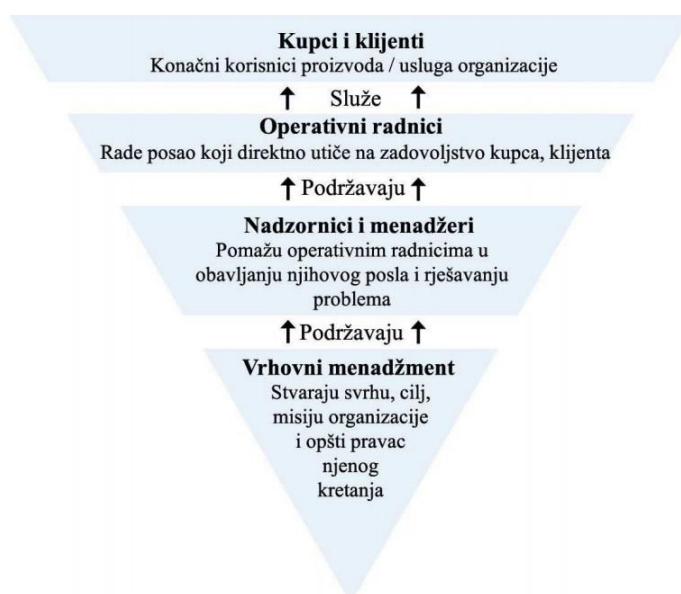 Kupci i klijenti
Konačni korisnici proizvoda / usluga organizacije
Služe
Operativni radnici
Rade posao koji direktno utiče na zadovoljstvo kupca, klijenta
Podržavaju
Nadzornici i menadžeri
Pomažu operativnim radnicima u
obavljanju njihovog posla i rješavanju
problema
Podržavaju
Vrhovni menadžment
Stvaraju svrhu, cilj,
misiju organizacije
i opšti pravac
njenog
kretanja